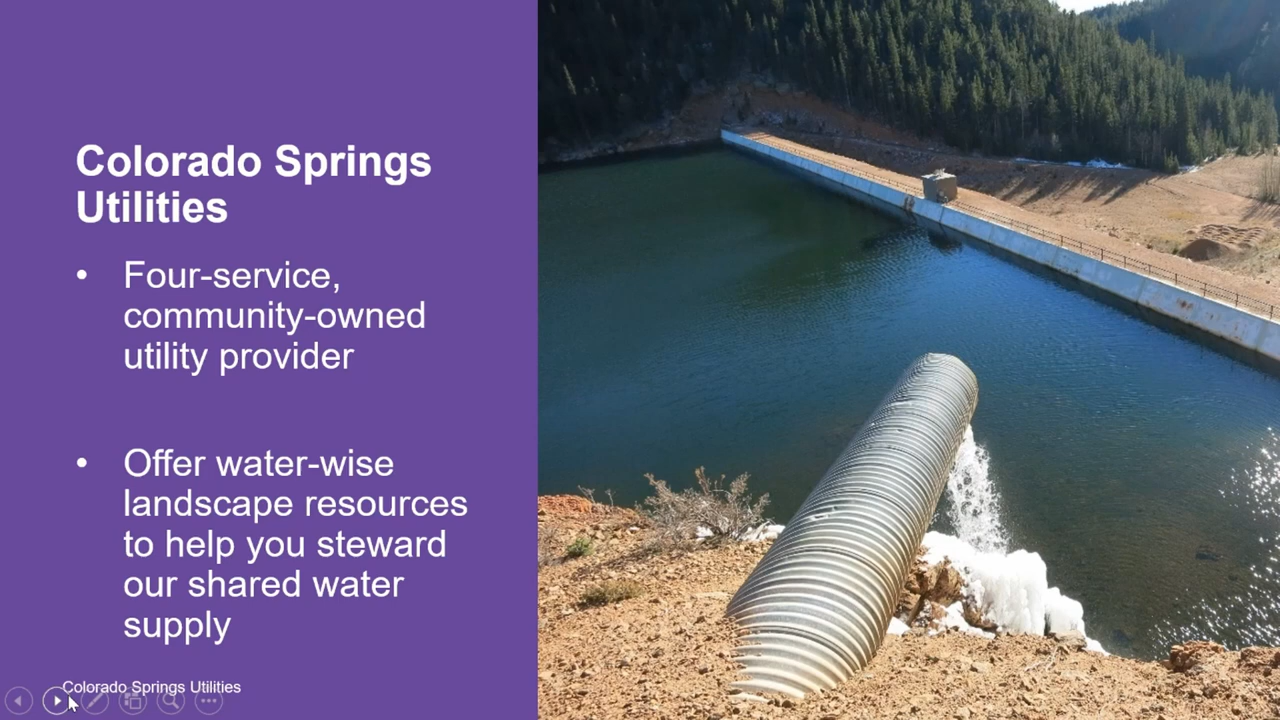 Colorado Springs
Utilities
• Four-service,
community-owned
utility provider
• Offer water-wise
landscape resources
to help you steward
our shared water
supply
Colorado Springs Utilities